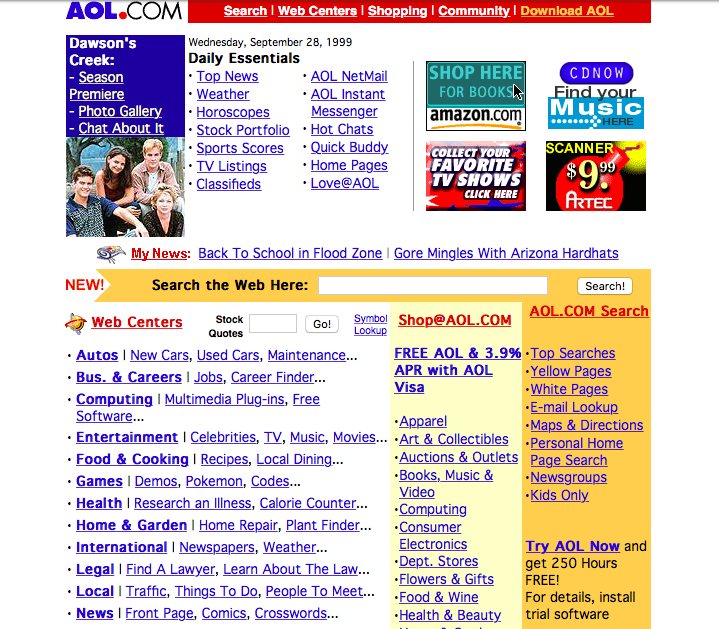 AOL.COM
Search | Web Centers | Shopping | Community | Download AOL
Dawson's
Creek:
- Season
Premiere
- Photo Gallery
- Chat About It
Wednesday, September 28, 1999
Daily Essentials
· Top News
· Weather
· Horoscopes
· Stock Portfolio
· Sports Scores
· TV Listings
· Classifieds
· AOL NetMail
· AOL Instant
Messenger
· Hot Chats
· Quick Buddy
· Home Pages
· Love@AOL
SHOP HERE
FOR BOOKS
amazon.com
CDNOW
Find your
Music
HERE
COLLECT YOUR
FAVORITE
TV SHOWS
CLICK HERE
SCANNER
$9.99
ARTEC
My News: Back To School in Flood Zone | Gore Mingles With Arizona Hardhats
NEW! Search the Web Here: Search!
Web Centers
Stock
Quotes
Go!
Symbol
Lookup
· Autos | New Cars, Used Cars, Maintenance...
· Bus. & Careers | Jobs, Career Finder...
· Computing | Multimedia Plug-ins, Free
Software...
· Entertainment | Celebrities, TV, Music, Movies...
· Food & Cooking | Recipes, Local Dining...
· Games | Demos, Pokemon, Codes...
· Health | Research an Illness, Calorie Counter...
· Home & Garden | Home Repair, Plant Finder...
· International | Newspapers, Weather...
· Legal | Find A Lawyer, Learn About The Law...
· Local | Traffic, Things To Do, People To Meet...
· News | Front Page, Comics, Crosswords...
Shop@AOL.COM
FREE AOL & 3.9%
APR with AOL
Visa
·Apparel
·Art & Collectibles
·Auctions & Outlets
·Books, Music &
Video
·Computing
·Consumer
Electronics
·Dept. Stores
·Flowers & Gifts
·Food & Wine
·Health & Beauty
AOL.COM Search
·Top Searches
·Yellow Pages
·White Pages
·E-mail Lookup
·Maps & Directions
·Personal Home
Page Search
·Newsgroups
·Kids Only
Try AOL Now and
get 250 Hours
FREE!
For details, install
trial software